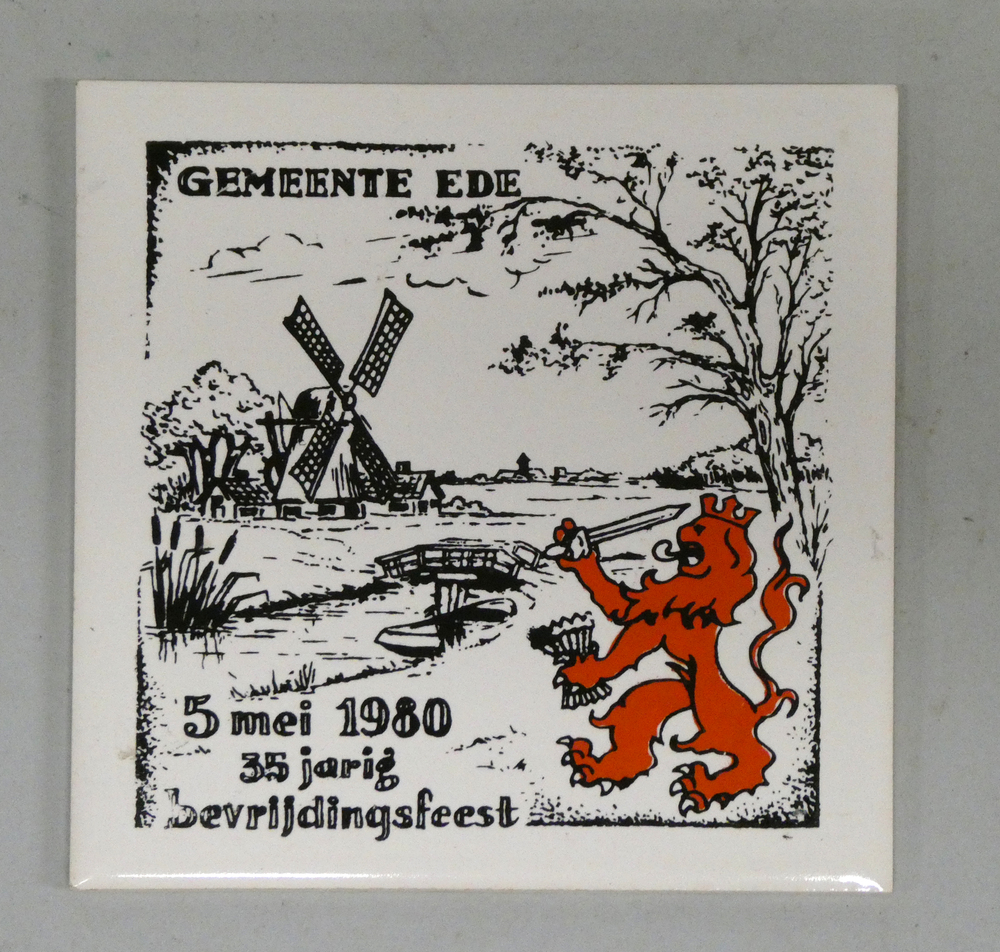 GEMEENTE EDE
5 mei 1980
35 jarig
bevrijdingsfeest